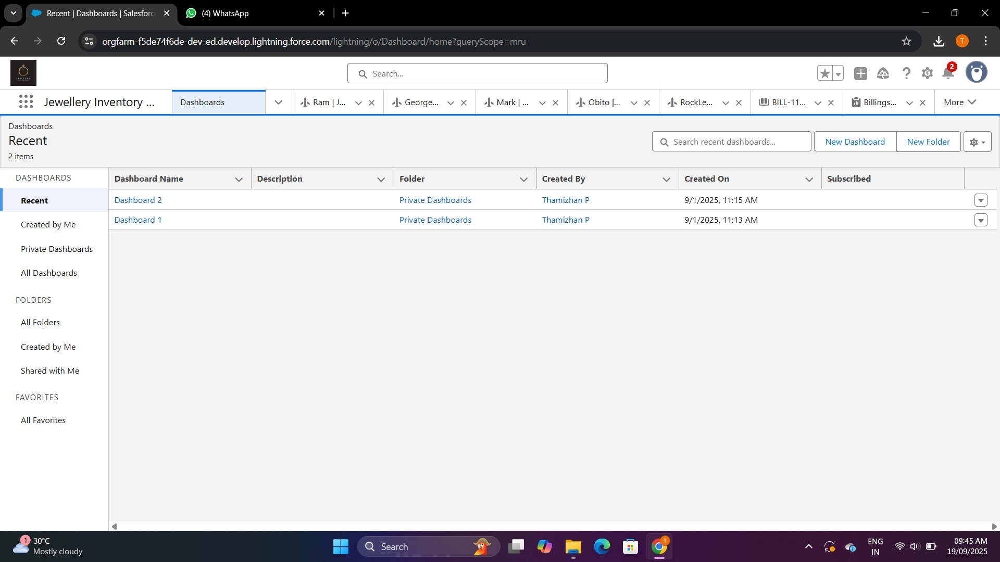 Recent | Dashboards | Salesforc
(4) WhatsApp
orgfarm-f5de74f6de-dev-ed.develop.lightning.force.com/lightning/o/Dashboard/home?queryScope=mru
T
JEWELRY
Search...
2
Jewellery Inventory ...
Dashboards
Ram | J...
George...
Mark | ...
Obito |...
RockLe...
BILL-11...
Billings...
More
Dashboards
Recent
2 items
Search recent dashboards...
New Dashboard
New Folder
DASHBOARDS
Recent
Created by Me
Private Dashboards
All Dashboards
FOLDERS
All Folders
Created by Me
Shared with Me
FAVORITES
All Favorites
Dashboard Name Description Folder Created By Created On Subscribed
Dashboard 2 Private Dashboards Thamizhan P 9/1/2025, 11:15 AM
Dashboard 1 Private Dashboards Thamizhan P 9/1/2025, 11:13 AM
1
30°C
Mostly cloudy
Search
T
ENG
IN
09:45 AM
19/09/2025